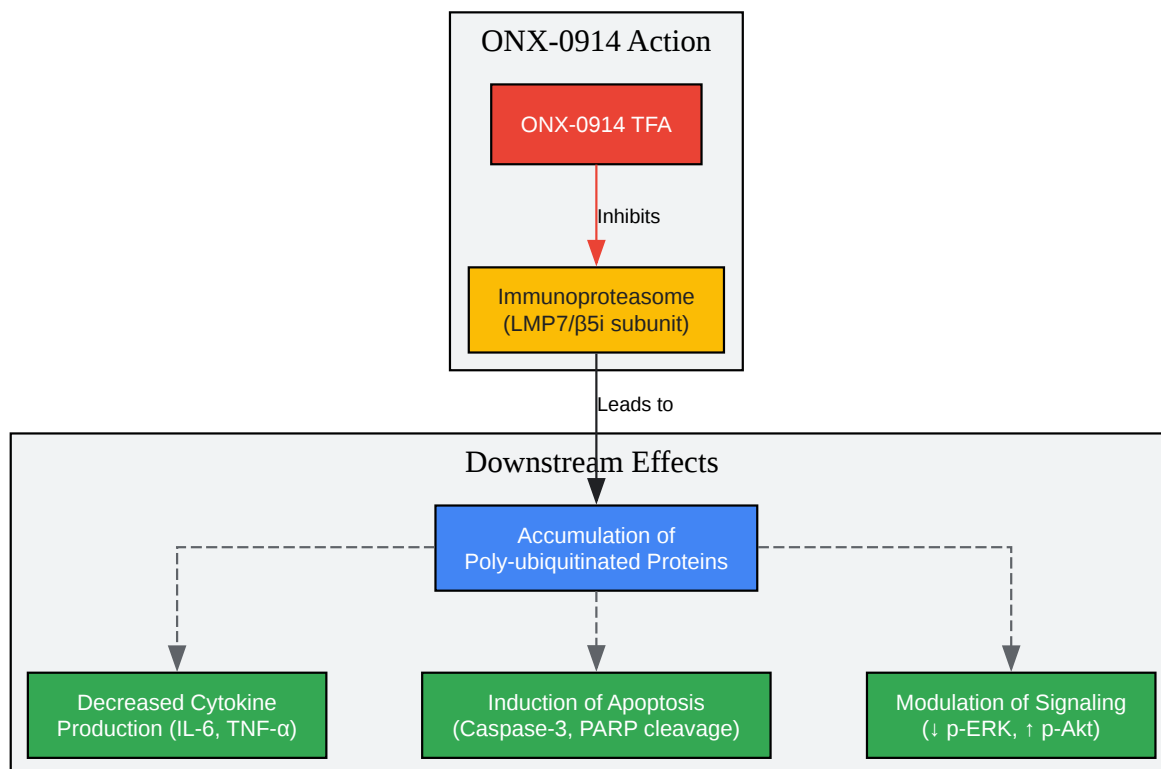 ONX-0914 Action
ONX-0914 TFA
Inhibits
Immunoproteasome
(LMP7/β5i subunit)
Leads to
Downstream Effects
Accumulation of
Poly-ubiquitinated Proteins
Decreased Cytokine
Production (IL-6, TNF-α)
Induction of Apoptosis
(Caspase-3, PARP cleavage)
Modulation of Signaling
(↓ p-ERK, ↑ p-Akt)